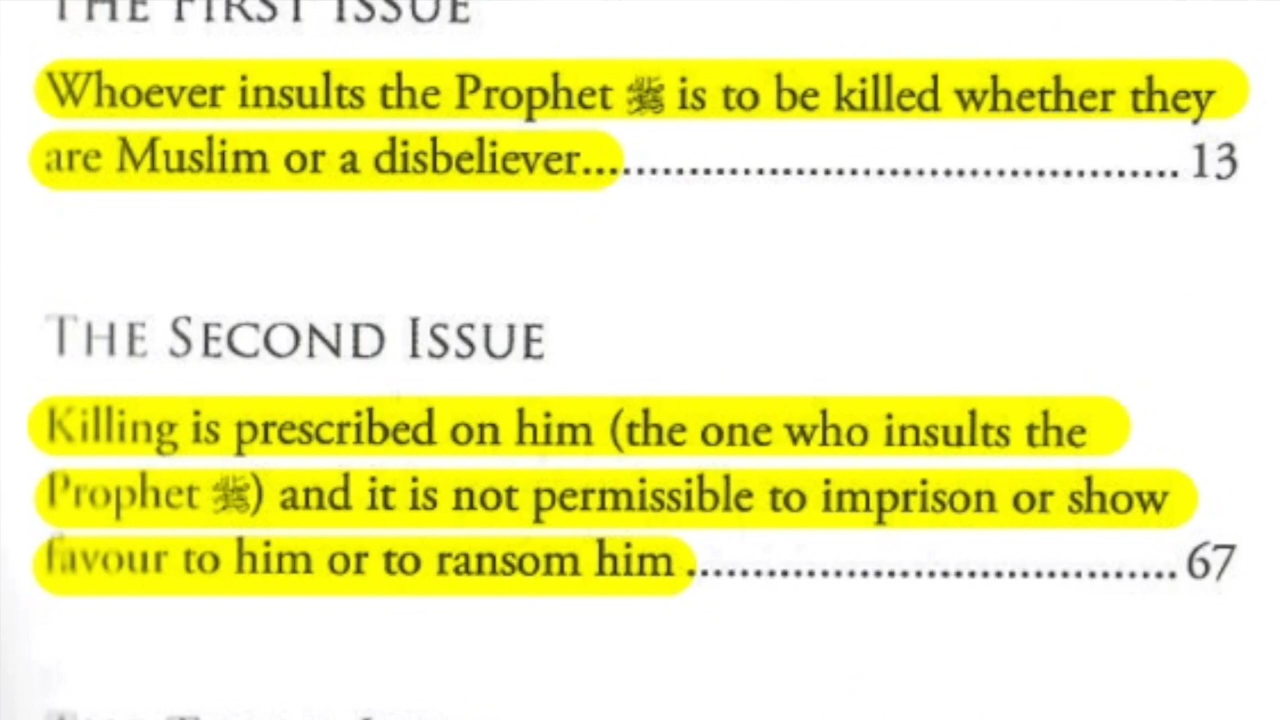 THE FIRST ISSUE
Whoever insults the Prophet ﷺ is to be killed whether they
are Muslim or a disbeliever............................................ 13
THE SECOND ISSUE
Killing is prescribed on him (the one who insults the
Prophet ﷺ) and it is not permissible to imprison or show
favour to him or to ransom him .................................... 67